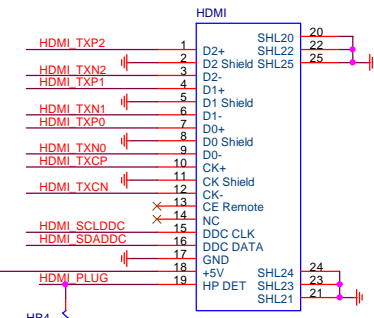 HDMI
HDMI_TXP2 1 D2+ SHL20 20
2 D2 Shield SHL22 22
HDMI_TXN2 3 D2- SHL25 25
HDMI_TXP1 4 D1+
5 D1 Shield
HDMI_TXN1 6 D1-
HDMI_TXP0 7 D0+
8 D0 Shield
HDMI_TXN0 9 D0-
HDMI_TXCP 10 CK+
11 CK Shield
HDMI_TXCN 12 CK-
13 CE Remote
14 NC
HDMI_SCLDDC 15 DDC CLK
HDMI_SDADDC 16 DDC DATA
17 GND
18 +5V SHL24 24
HDMI_PLUG 19 HP DET SHL23 23
SHL21 21